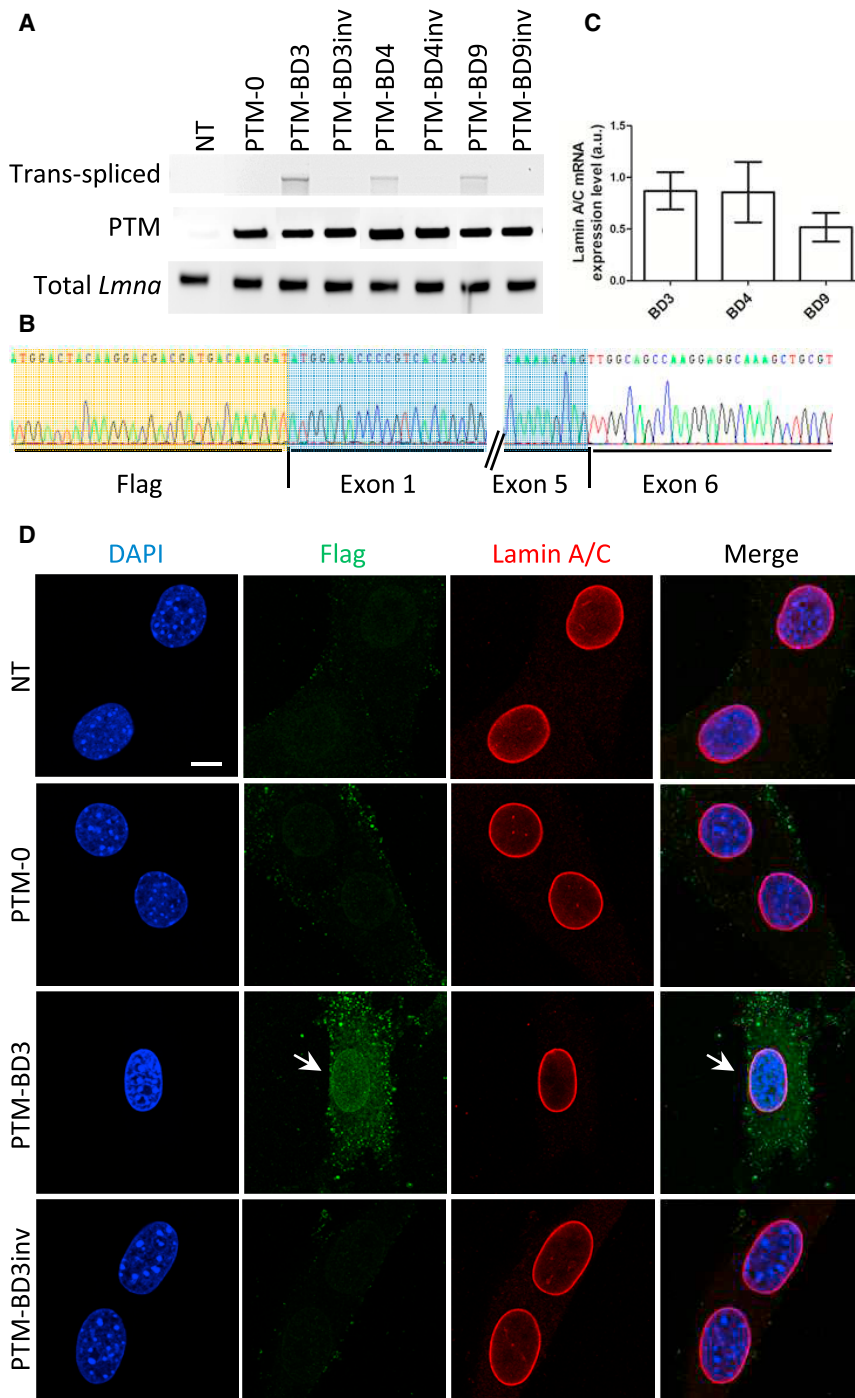 A
NT
PTM-0
PTM-BD3
PTM-BD3inv
PTM-BD4
PTM-BD4inv
PTM-BD9
PTM-BD9inv
Trans-spliced
PTM
Total Lmna
C
Lamin A/C mRNA
expression level (a.u.)
1.5
1.0
0.5
0.0
BD3
BD4
BD9
B
ATGGACTACAAGGACGACGATGACAAAGATATGGAGACCCCGTCACAGCGG
CAAAAGCAGTTGGCAGCCAAGGAGGCAAAGCTGCGT
Flag
Exon 1
Exon 5
Exon 6
D
DAPI
Flag
Lamin A/C
Merge
NT
PTM-0
PTM-BD3
PTM-BD3inv